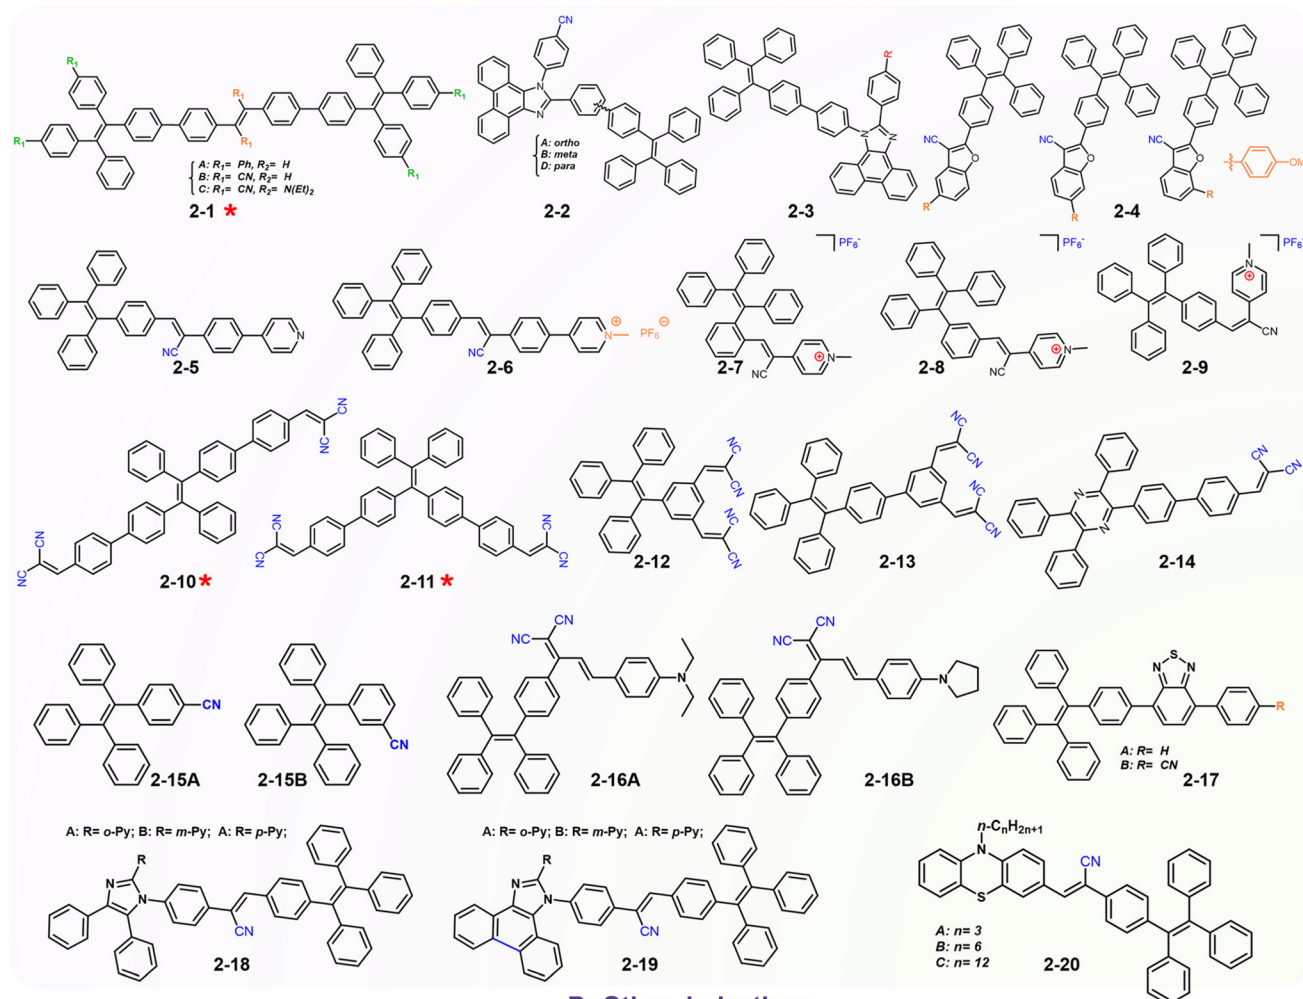 R₁
R₁
R₁
R₁
R₁
R₁
A: R₁= Ph, R₂= H
B: R₁= CN, R₂= H
C: R₁= CN, R₂= N(Et)₂
2-1 *
CN
N
N
A: ortho
B: meta
D: para
2-2
R
N
N
2-3
NC
O
R
NC
O
R
NC
O
R
OM
2-4
CN
N
2-5
CN
N
⊕
PF₆
⊖
2-6
PF₆⁻
NC
N
⊕
2-7
PF₆⁻
NC
N
⊕
2-8
PF₆⁻
N
⊕
CN
2-9
CN
NC
CN
NC
2-10 *
NC
CN
CN
CN
2-11 *
NC
CN
NC
CN
2-12
NC
CN
NC
CN
2-13
N
N
CN
CN
2-14
CN
2-15A
CN
2-15B
NC
CN
N
2-16A
NC
CN
N
2-16B
S
N
N
R
A: R= H
B: R= CN
2-17
A: R= o-Py; B: R= m-Py; A: R= p-Py;
R
N
N
CN
2-18
A: R= o-Py; B: R= m-Py; A: R= p-Py;
R
N
N
CN
2-19
n-CₙH₂ₙ₊₁
N
S
CN
A: n= 3
B: n= 6
C: n= 12
2-20